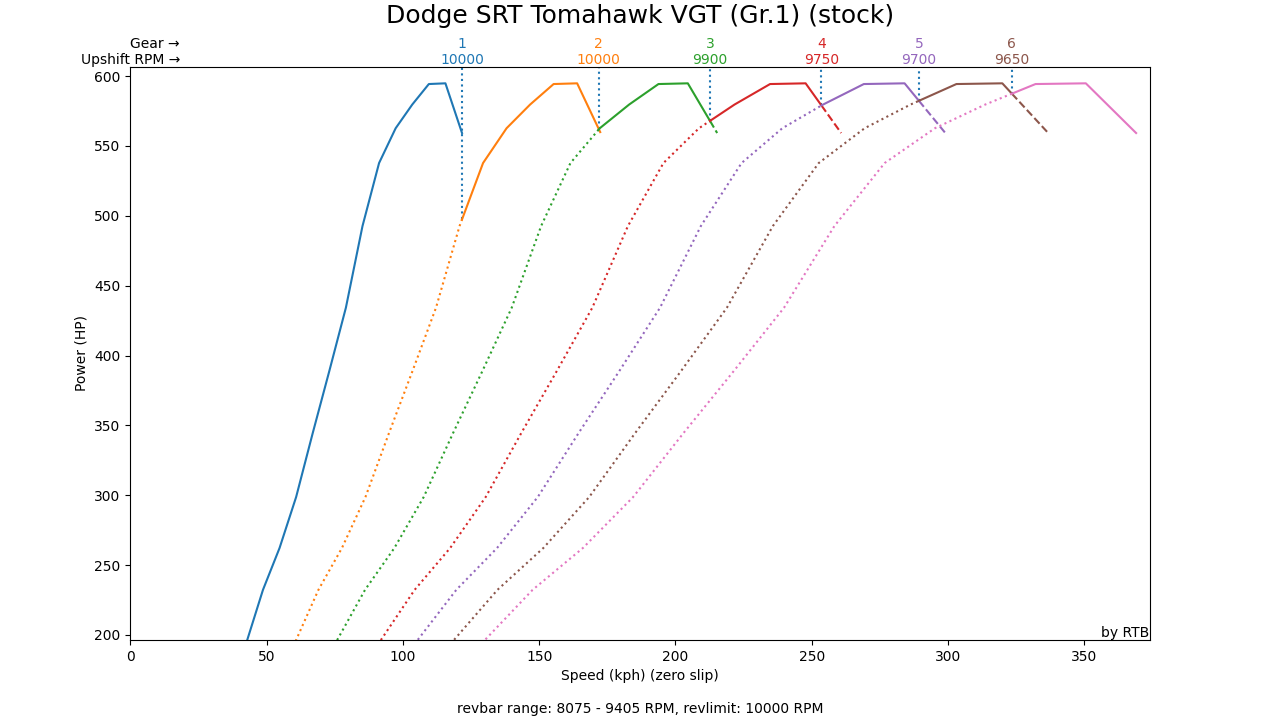 Dodge SRT Tomahawk VGT (Gr.1) (stock)
Gear → 1 2 3 4 5 6
Upshift RPM → 10000 10000 9900 9750 9700 9650
600
550
500
450
400
350
300
250
200
Power (HP)
by RTB
0 50 100 150 200 250 300 350
Speed (kph) (zero slip)
revbar range: 8075 - 9405 RPM, revlimit: 10000 RPM